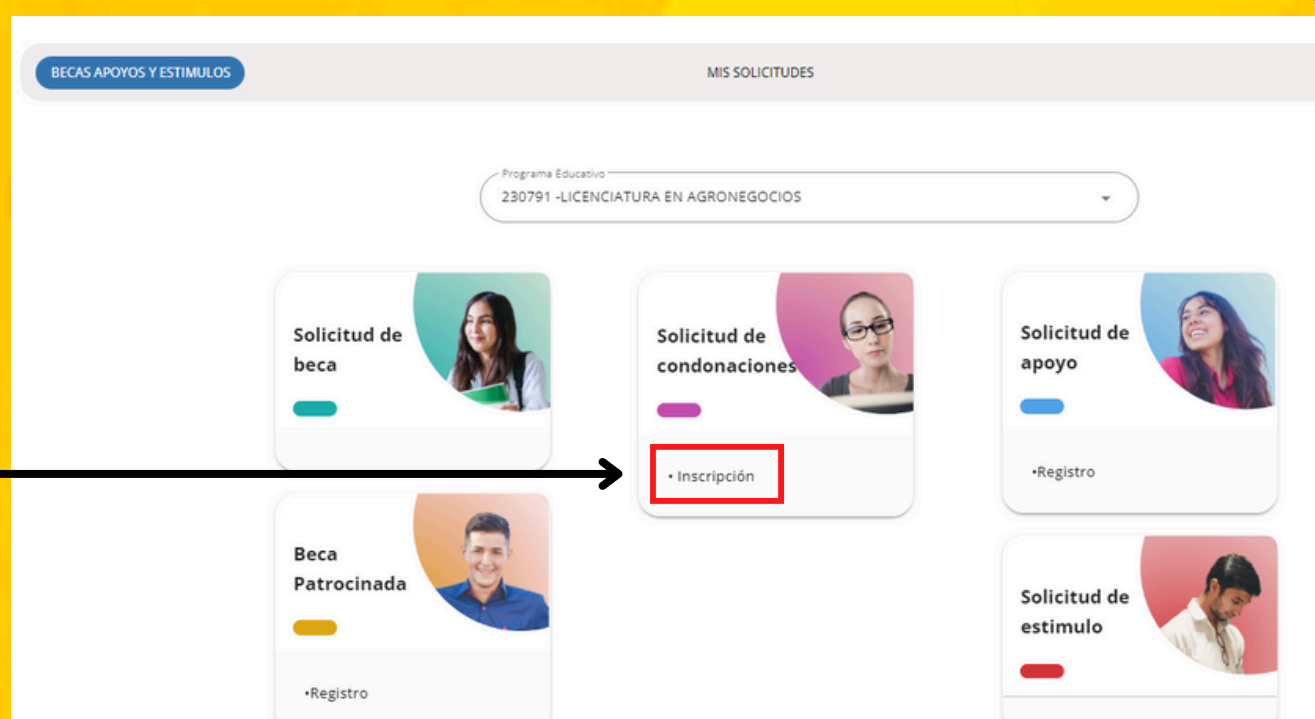 BECAS APOYOS Y ESTIMULOS
MIS SOLICITUDES
Programa Educativo
230791 -LICENCIATURA EN AGRONEGOCIOS
Solicitud de
beca
Solicitud de
condonaciones
• Inscripción
Solicitud de
apoyo
•Registro
Beca
Patrocinada
•Registro
Solicitud de
estimulo